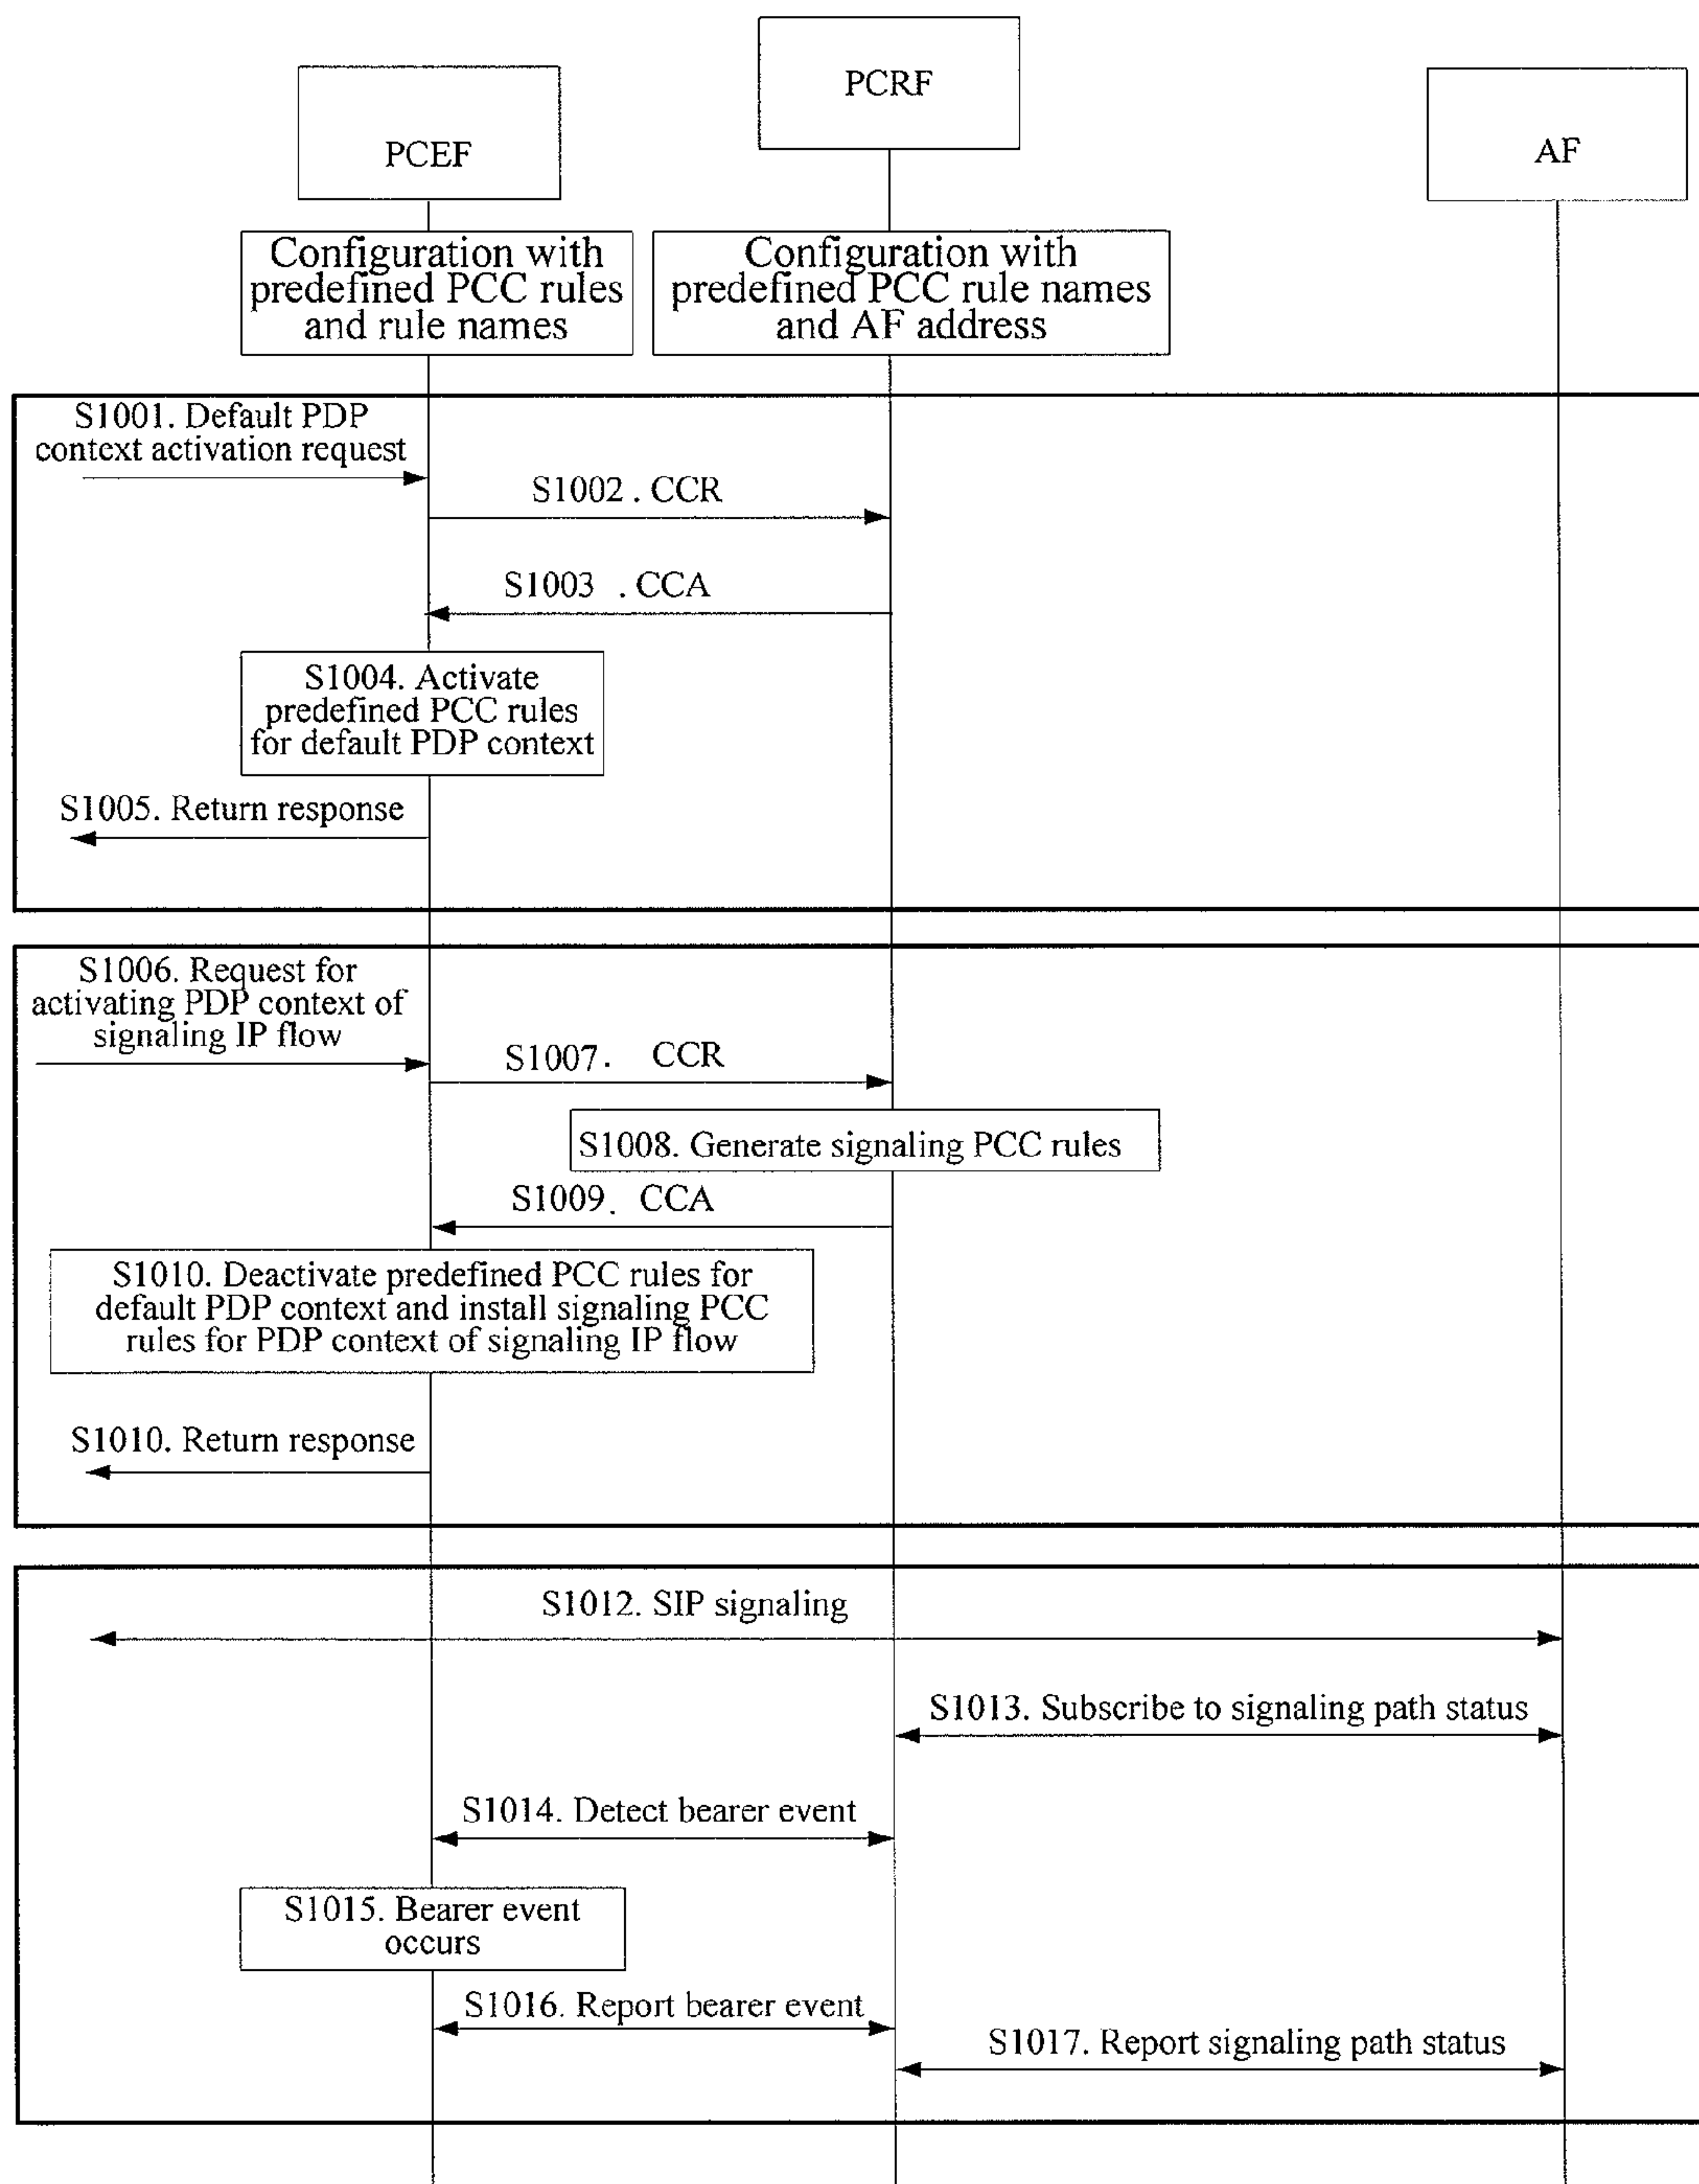 PCRF
PCEF
AF
Configuration with
predefined PCC rules
and rule names
Configuration with
predefined PCC rule names
and AF address
S1001. Default PDP
context activation request
S1002 . CCR
S1003 . CCA
S1004. Activate
predefined PCC rules
for default PDP context
S1005. Return response
S1006. Request for
activating PDP context of
signaling IP flow
S1007. CCR
S1008. Generate signaling PCC rules
S1009. CCA
S1010. Deactivate predefined PCC rules for
default PDP context and install signaling PCC
rules for PDP context of signaling IP flow
S1010. Return response
S1012. SIP signaling
S1013. Subscribe to signaling path status
S1014. Detect bearer event
S1015. Bearer event
occurs
S1016. Report bearer event
S1017. Report signaling path status